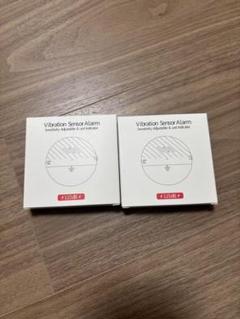 Vibration Sensor Alarm
Sensitivity Adjustable & Led Indicator
Vibration Sensor Alarm
Sensitivity Adjustable & Led Indicator